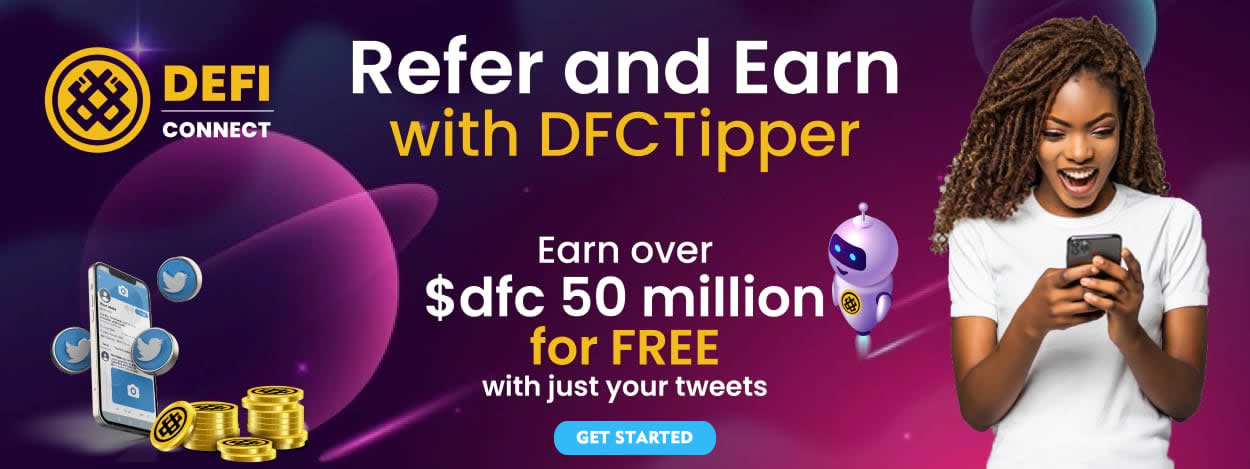 DEFI
CONNECT
Refer and Earn
with DFCTipper
Earn over
$dfc 50 million
for FREE
with just your tweets
GET STARTED